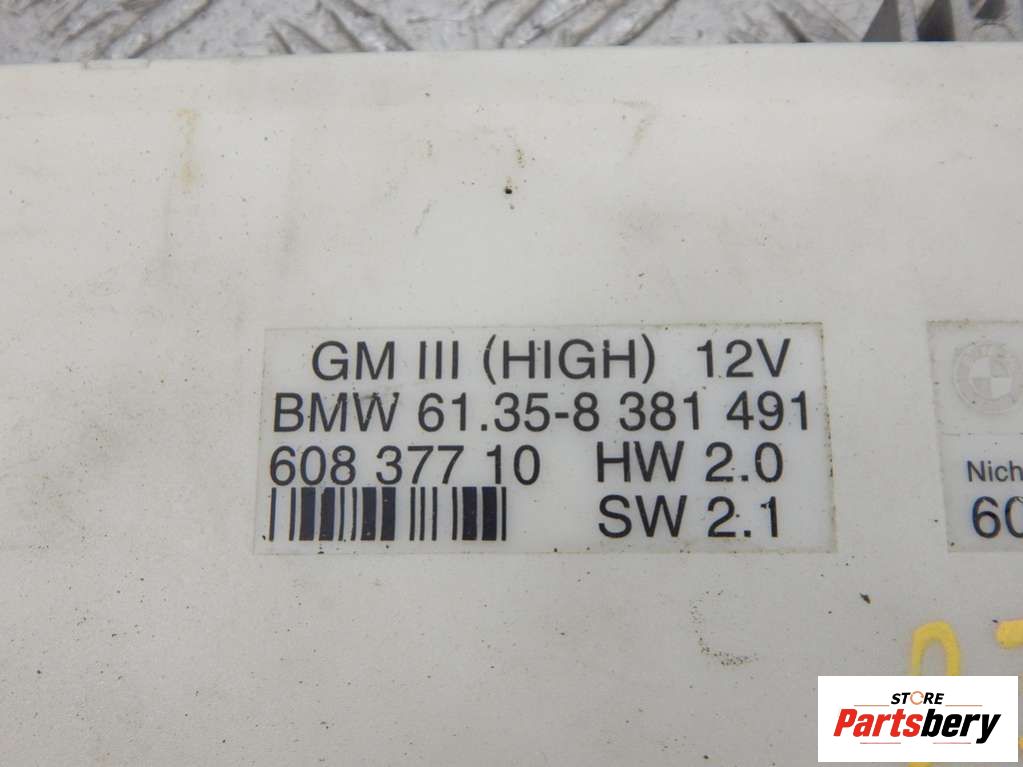 GM III (HIGH) 12V
BMW 61.35-8 381 491
608 377 10 HW 2.0
SW 2.1
Nich
60
STORE
Partsbery